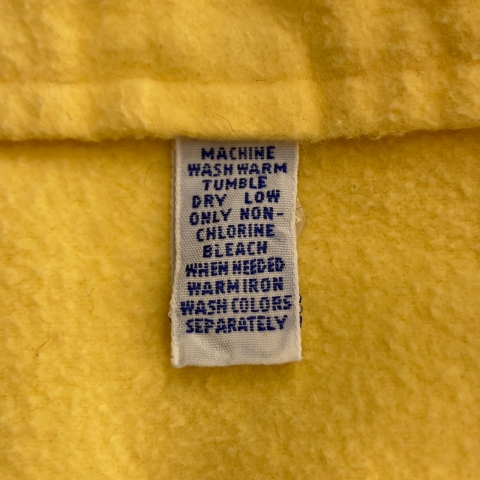 MACHINE
WASH WARM
TUMBLE
DRY LOW
ONLY NON-
CHLORINE
BLEACH
WHEN NEEDED
WARM IRON
WASH COLORS
SEPARATELY